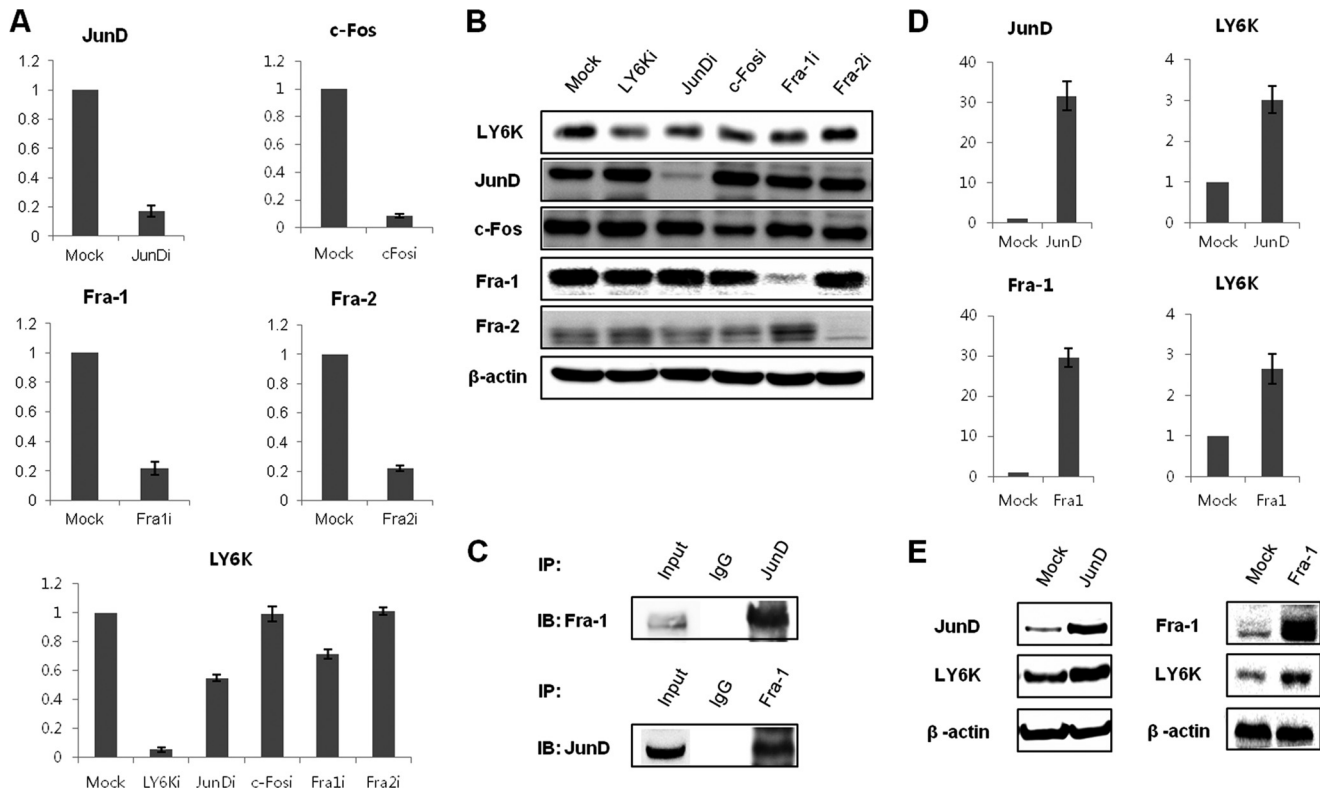 A
JunD
1.2
1
0.8
0.6
0.4
0.2
0
Mock JunDi
c-Fos
1.2
1
0.8
0.6
0.4
0.2
0
Mock cFosi
Fra-1
1.2
1
0.8
0.6
0.4
0.2
0
Mock Fra1i
Fra-2
1.2
1
0.8
0.6
0.4
0.2
0
Mock Fra2i
LY6K
1.2
1
0.8
0.6
0.4
0.2
0
Mock LY6Ki JunDi c-Fosi Fra1i Fra2i
B
Mock LY6Ki JunDi c-Fosi Fra-1i Fra-2i
LY6K
JunD
c-Fos
Fra-1
Fra-2
β-actin
C
IP: Input IgG JunD
IB: Fra-1
IP: Input IgG Fra-1
IB: JunD
D
JunD
40
30
20
10
0
Mock JunD
LY6K
4
3
2
1
0
Mock JunD
Fra-1
40
30
20
10
0
Mock Fra1
LY6K
4
3
2
1
0
Mock Fra1
E
Mock JunD
JunD
LY6K
β-actin
Mock Fra-1
Fra-1
LY6K
β-actin